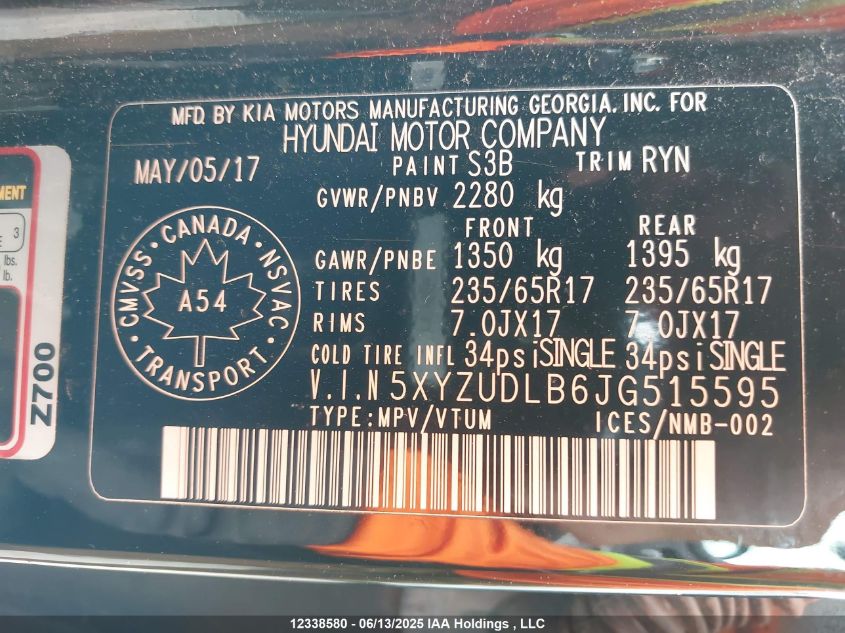 MFD. BY KIA MOTORS MANUFACTURING GEORGIA, INC. FOR
HYUNDAI MOTOR COMPANY
MAY/05/17 PAINT S3B TRIM RYN
GVWR/PNBV 2280 kg
FRONT REAR
GAWR/PNBE 1350 kg 1395 kg
TIRES 235/65R17 235/65R17
RIMS 7.0JX17 7.0JX17
COLD TIRE INFL 34psi SINGLE 34psi SINGLE
V.I.N 5XYZUDLB6JG515595
TYPE:MPV/VTUM ICES/NMB-002
CMVSS · CANADA · NSVAC · TRANSPORT ·
A54
3
lbs.
lb.
Z700
12338580 - 06/13/2025 IAA Holdings , LLC